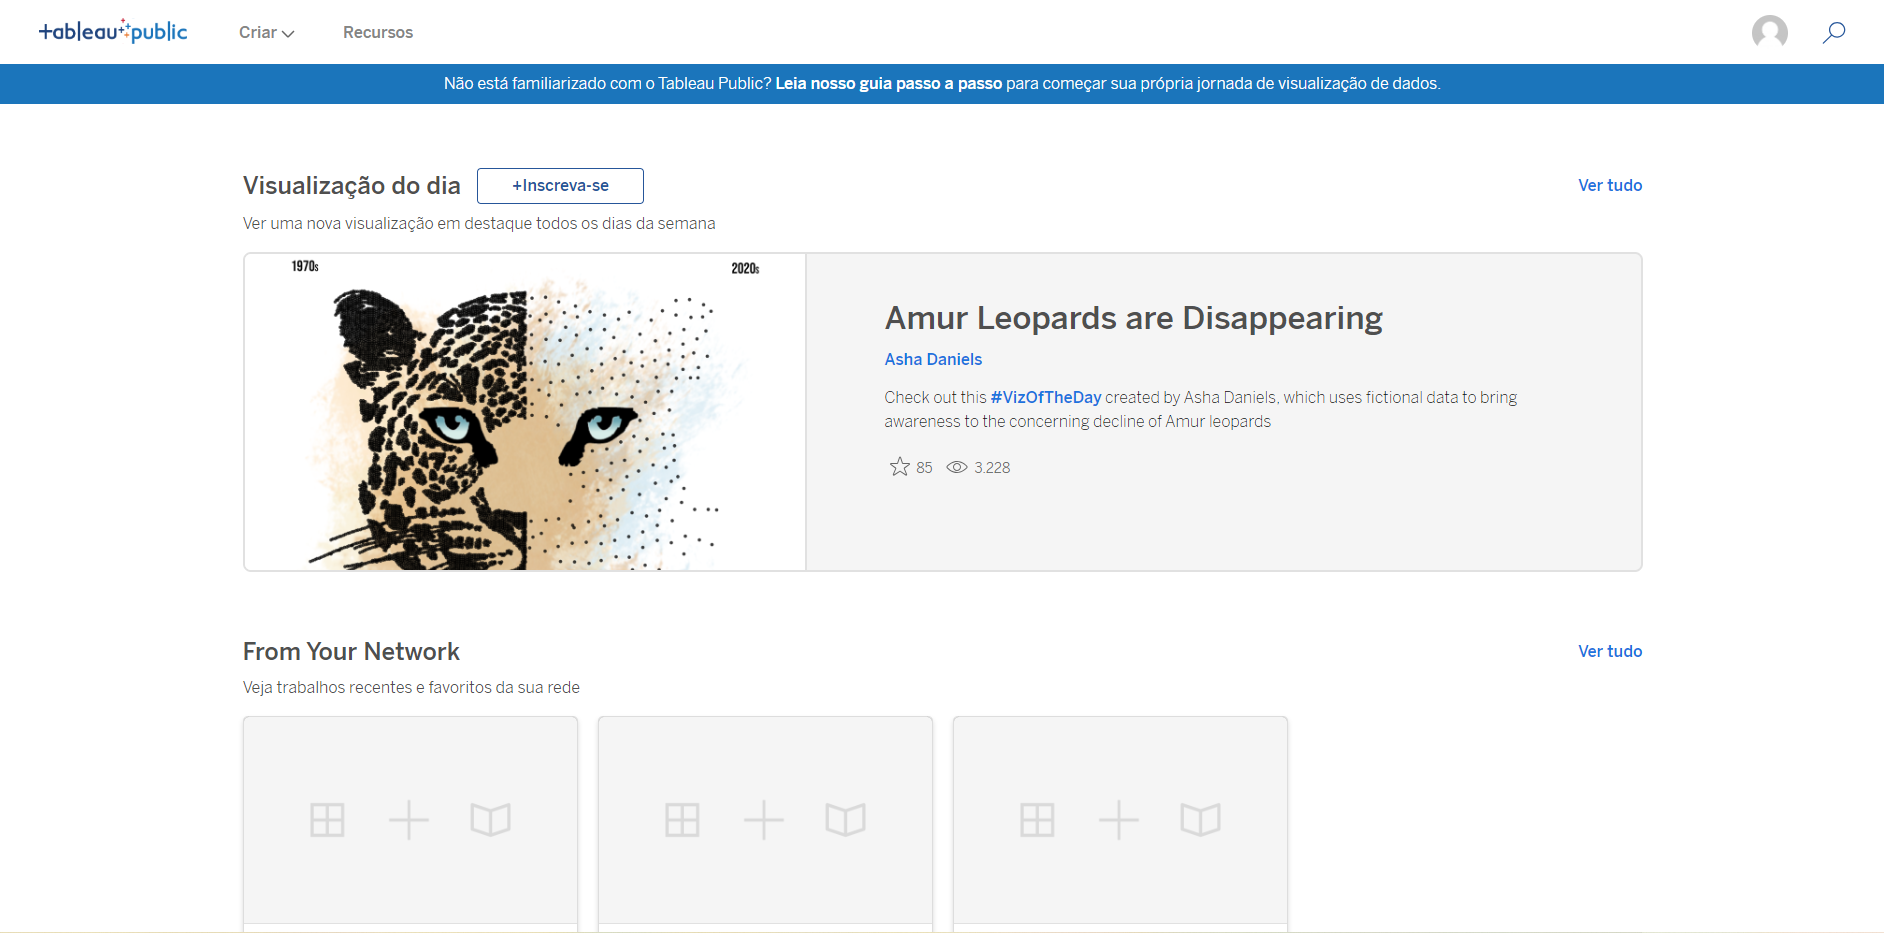 tableau public
Criar
Recursos
Não está familiarizado com o Tableau Public? Leia nosso guia passo a passo para começar sua própria jornada de visualização de dados.
Visualização do dia
+Inscreva-se
Ver tudo
Ver uma nova visualização em destaque todos os dias da semana
1970s
2020s
Amur Leopards are Disappearing
Asha Daniels
Check out this #VizOfTheDay created by Asha Daniels, which uses fictional data to bring
awareness to the concerning decline of Amur leopards
85
3.228
From Your Network
Ver tudo
Veja trabalhos recentes e favoritos da sua rede